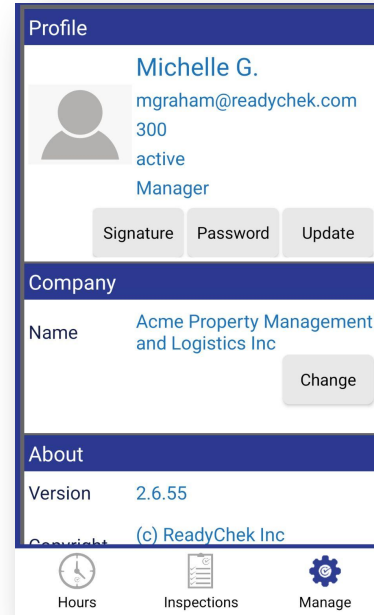 Profile
Michelle G.
mgraham@readychek.com
300
active
Manager
Signature Password Update
Company
Name Acme Property Management
and Logistics Inc
Change
About
Version 2.6.55
Copyright (c) ReadyChek Inc
Hours Inspections Manage